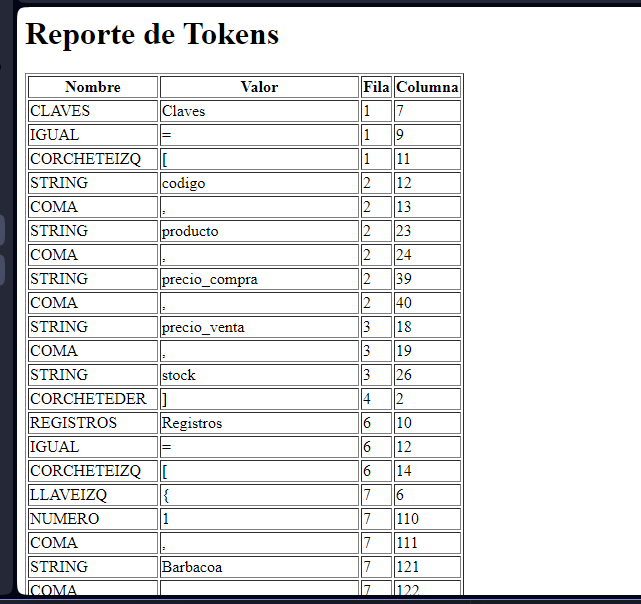 Reporte de Tokens
Nombre Valor Fila Columna
CLAVES Claves 1 7
IGUAL = 1 9
CORCHETEIZQ [ 1 11
STRING codigo 2 12
COMA , 2 13
STRING producto 2 23
COMA , 2 24
STRING precio_compra 2 39
COMA , 2 40
STRING precio_venta 3 18
COMA , 3 19
STRING stock 3 26
CORCHETEDER ] 4 2
REGISTROS Registros 6 10
IGUAL = 6 12
CORCHETEIZQ [ 6 14
LLAVEIZQ { 7 6
NUMERO 1 7 110
COMA , 7 111
STRING Barbacoa 7 121
COMA 7 122